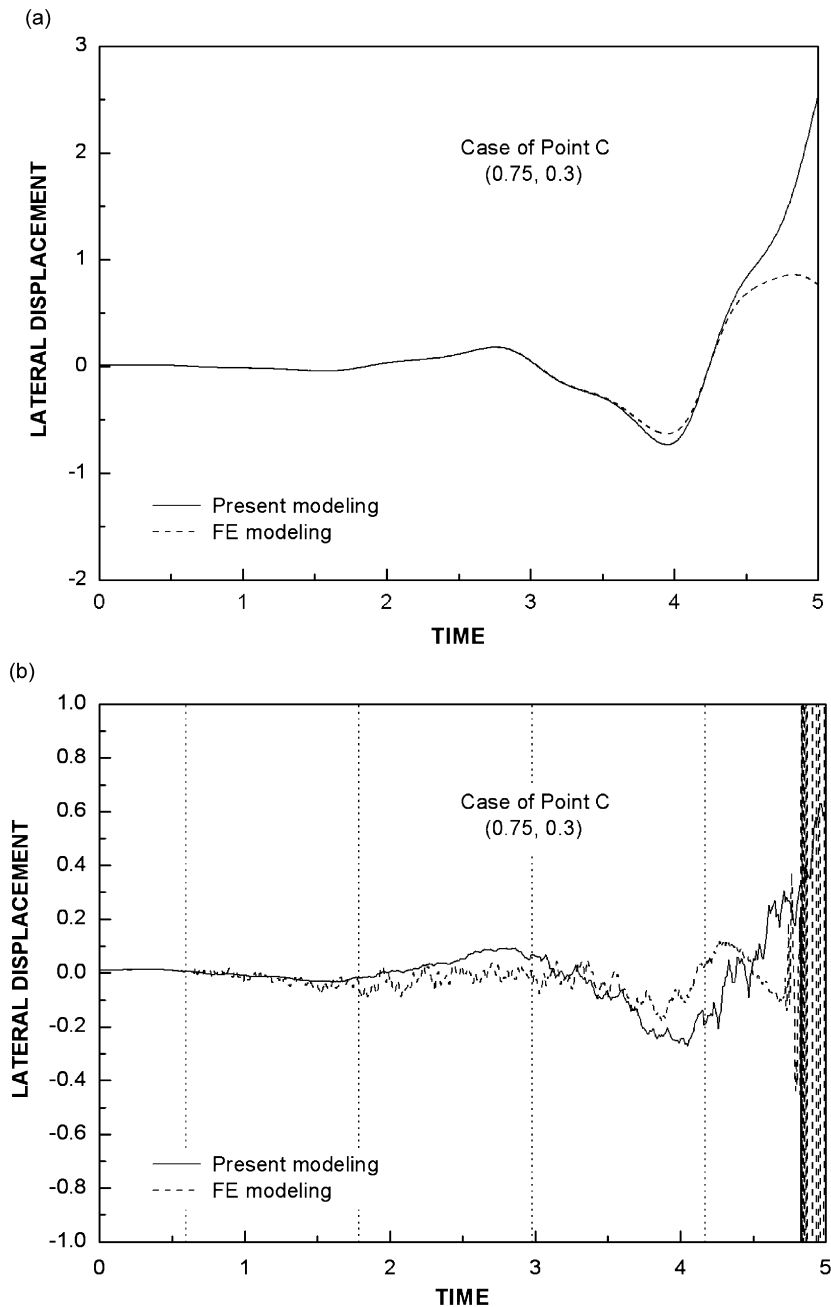 (a)
3
2
1
0
-1
-2
LATERAL DISPLACEMENT
Case of Point C
(0.75, 0.3)
Present modeling
FE modeling
0 1 2 3 4 5
TIME
(b)
1.0
0.8
0.6
0.4
0.2
0.0
-0.2
-0.4
-0.6
-0.8
-1.0
LATERAL DISPLACEMENT
Case of Point C
(0.75, 0.3)
Present modeling
FE modeling
0 1 2 3 4 5
TIME